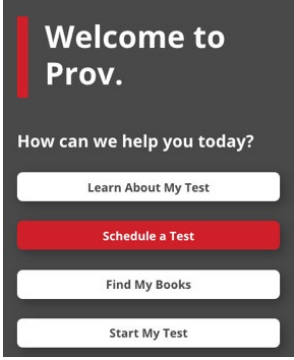 Welcome to
Prov.
How can we help you today?
Learn About My Test
Schedule a Test
Find My Books
Start My Test